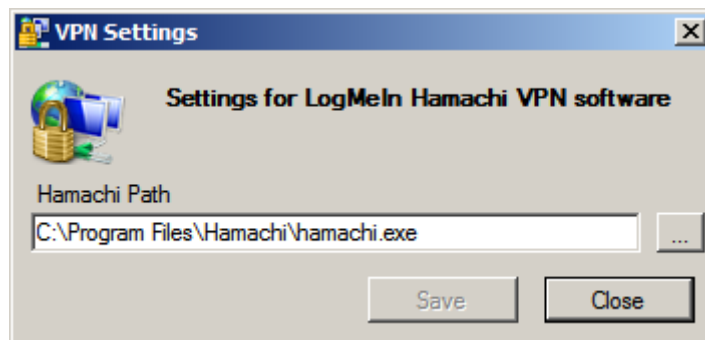 VPN Settings
Settings for LogMeIn Hamachi VPN software
Hamachi Path
C:\Program Files\Hamachi\hamachi.exe
...
Save
Close